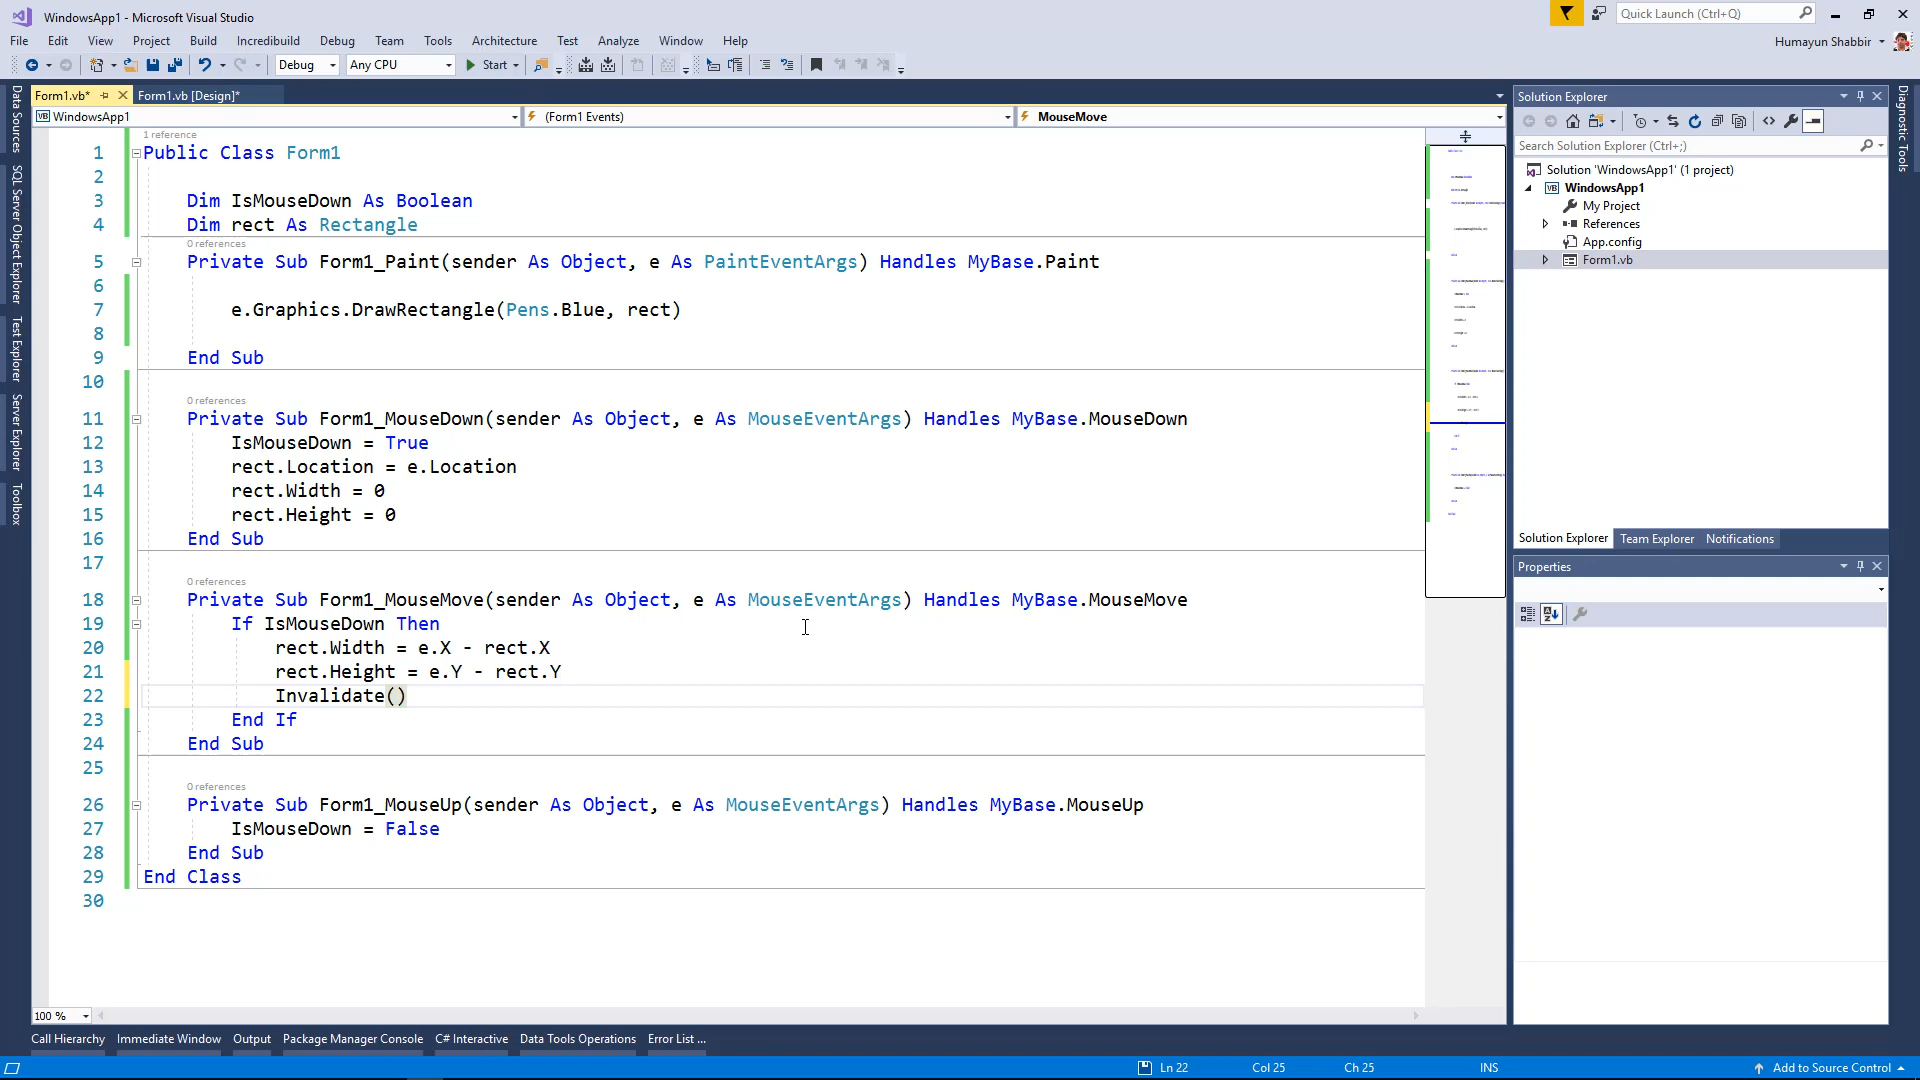 WindowsApp1 - Microsoft Visual Studio
Quick Launch (Ctrl+Q)
File Edit View Project Build Incredibuild Debug Team Tools Architecture Test Analyze Window Help
Humayun Shabbir
Debug Any CPU Start
Form1.vb* Form1.vb [Design]*
WindowsApp1 (Form1 Events) MouseMove
1 reference
1 Public Class Form1
2
3 Dim IsMouseDown As Boolean
4 Dim rect As Rectangle
0 references
5 Private Sub Form1_Paint(sender As Object, e As PaintEventArgs) Handles MyBase.Paint
6
7 e.Graphics.DrawRectangle(Pens.Blue, rect)
8
9 End Sub
10
0 references
11 Private Sub Form1_MouseDown(sender As Object, e As MouseEventArgs) Handles MyBase.MouseDown
12 IsMouseDown = True
13 rect.Location = e.Location
14 rect.Width = 0
15 rect.Height = 0
16 End Sub
17
0 references
18 Private Sub Form1_MouseMove(sender As Object, e As MouseEventArgs) Handles MyBase.MouseMove
19 If IsMouseDown Then
20 rect.Width = e.X - rect.X
21 rect.Height = e.Y - rect.Y
22 Invalidate()
23 End If
24 End Sub
25
0 references
26 Private Sub Form1_MouseUp(sender As Object, e As MouseEventArgs) Handles MyBase.MouseUp
27 IsMouseDown = False
28 End Sub
29 End Class
30
100 %
Data Sources
SQL Server Object Explorer
Test Explorer
Server Explorer
Toolbox
Solution Explorer
Search Solution Explorer (Ctrl+;)
Solution 'WindowsApp1' (1 project)
VB WindowsApp1
My Project
References
App.config
Form1.vb
Solution Explorer Team Explorer Notifications
Properties
Diagnostic Tools
Call Hierarchy Immediate Window Output Package Manager Console C# Interactive Data Tools Operations Error List ...
Ln 22 Col 25 Ch 25 INS Add to Source Control